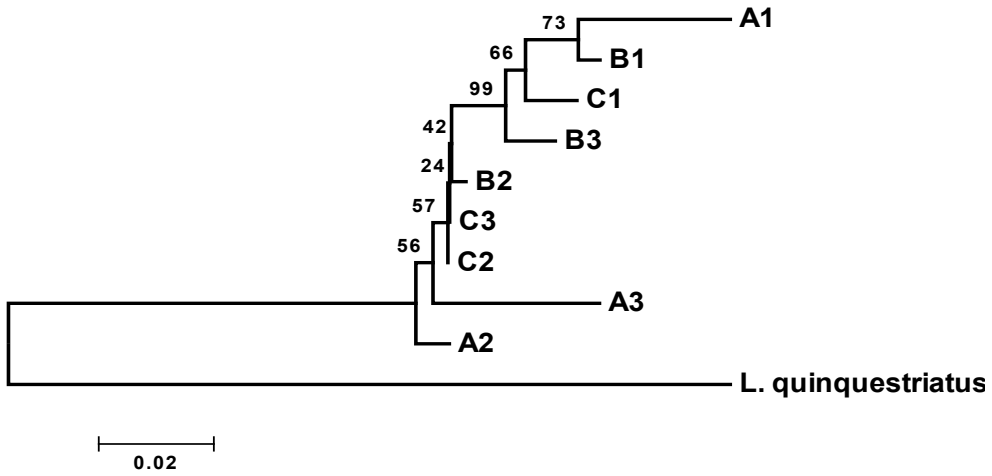 73
A1
66
B1
99
C1
42
B3
24
B2
57
C3
56
C2
A3
A2
L. quinquestriatus
0.02